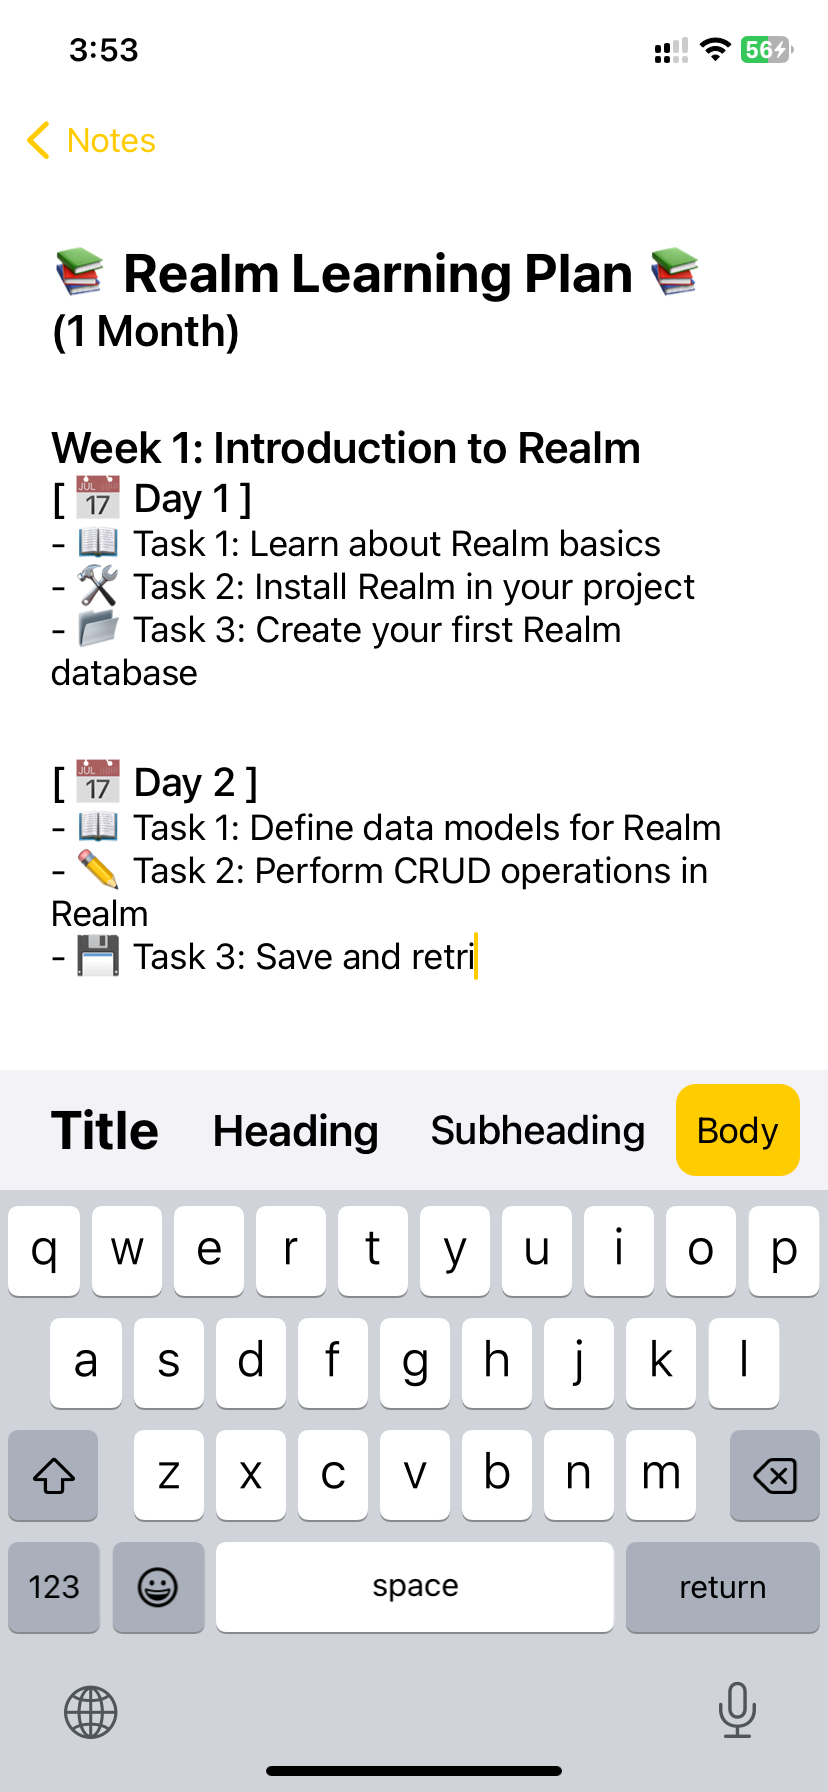 3:53
56
Notes
📚 Realm Learning Plan 📚
(1 Month)
Week 1: Introduction to Realm
[ 📅 Day 1 ]
- 📖 Task 1: Learn about Realm basics
- 🛠️ Task 2: Install Realm in your project
- 📂 Task 3: Create your first Realm
database
[ 📅 Day 2 ]
- 📖 Task 1: Define data models for Realm
- ✏️ Task 2: Perform CRUD operations in
Realm
- 💾 Task 3: Save and retri
Title Heading Subheading Body
q w e r t y u i o p
a s d f g h j k l
z x c v b n m
123 space return